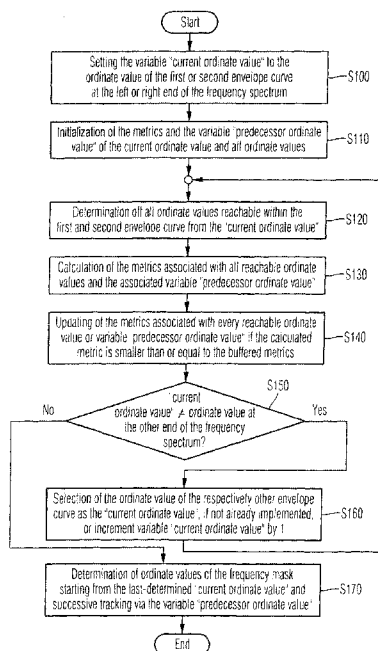 Start
Setting the variable "current ordinate value" to the
ordinate value of the first or second envelope curve
at the left or right end of the frequency spectrum
S100
Initialization of the metrics and the variable "predecessor ordinate
value" of the current ordinate value and all ordinate values
S110
Determination off all ordinate values reachable within the
first and second envelope curve from the "current ordinate value"
S120
Calculation of the metrics associated with all reachable ordinate
values and the associated variable "predecessor ordinate value"
S130
Updating of the metrics associated with every reachable ordinate
value or variable "predecessor ordinate value" if the calculated
metric is smaller than or equal to the buffered metrics
S140
S150
No
"current
ordinate value" ≠ ordinate value at
the other end of the frequency
spectrum?
Yes
Selection of the ordinate value of the respectively other envelope
curve as the "current ordinate value", if not already implemented,
or increment variable "current ordinate value" by 1
S160
Determination of ordinate values of the frequency mask
starting from the last-determined "current ordinate value" and
successive tracking via the variable "predecessor ordinate value"
S170
End